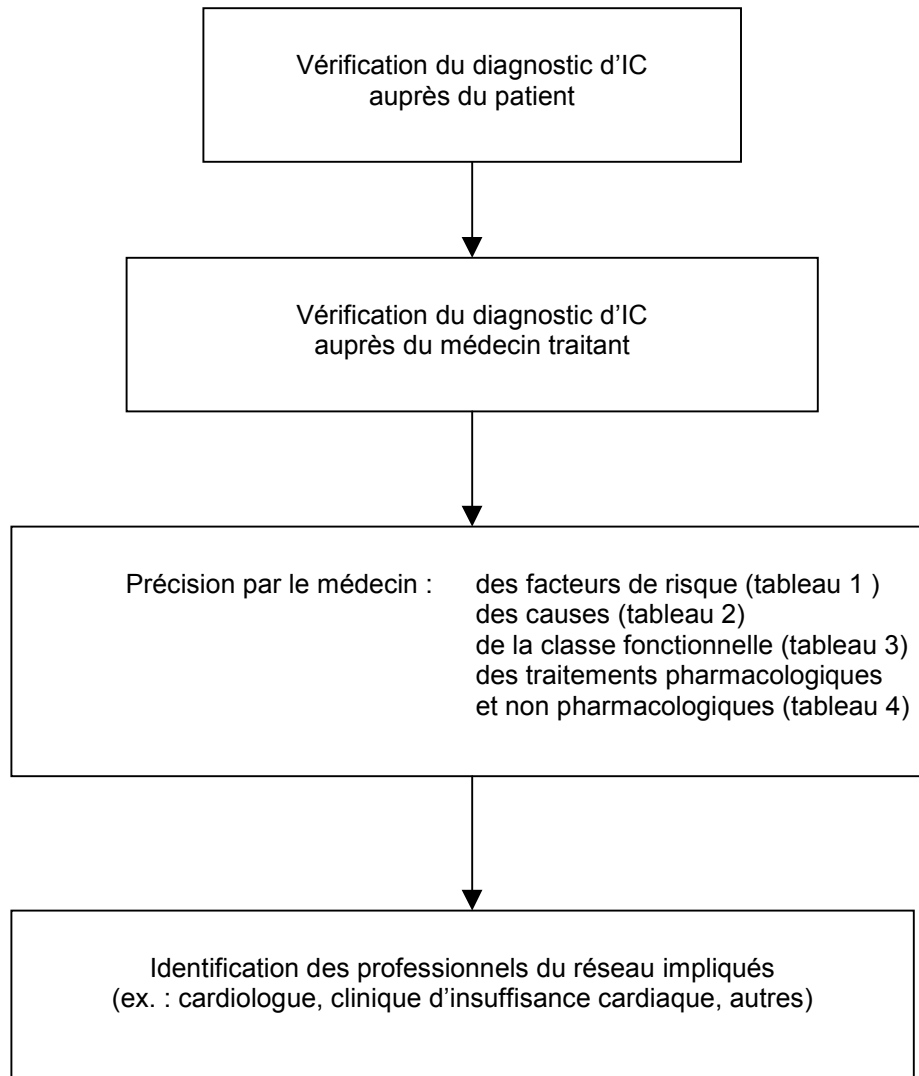 Vérification du diagnostic d'IC
auprès du patient
Vérification du diagnostic d'IC
auprès du médecin traitant
Précision par le médecin : des facteurs de risque (tableau 1 )
des causes (tableau 2)
de la classe fonctionnelle (tableau 3)
des traitements pharmacologiques
et non pharmacologiques (tableau 4)
Identification des professionnels du réseau impliqués
(ex. : cardiologue, clinique d'insuffisance cardiaque, autres)